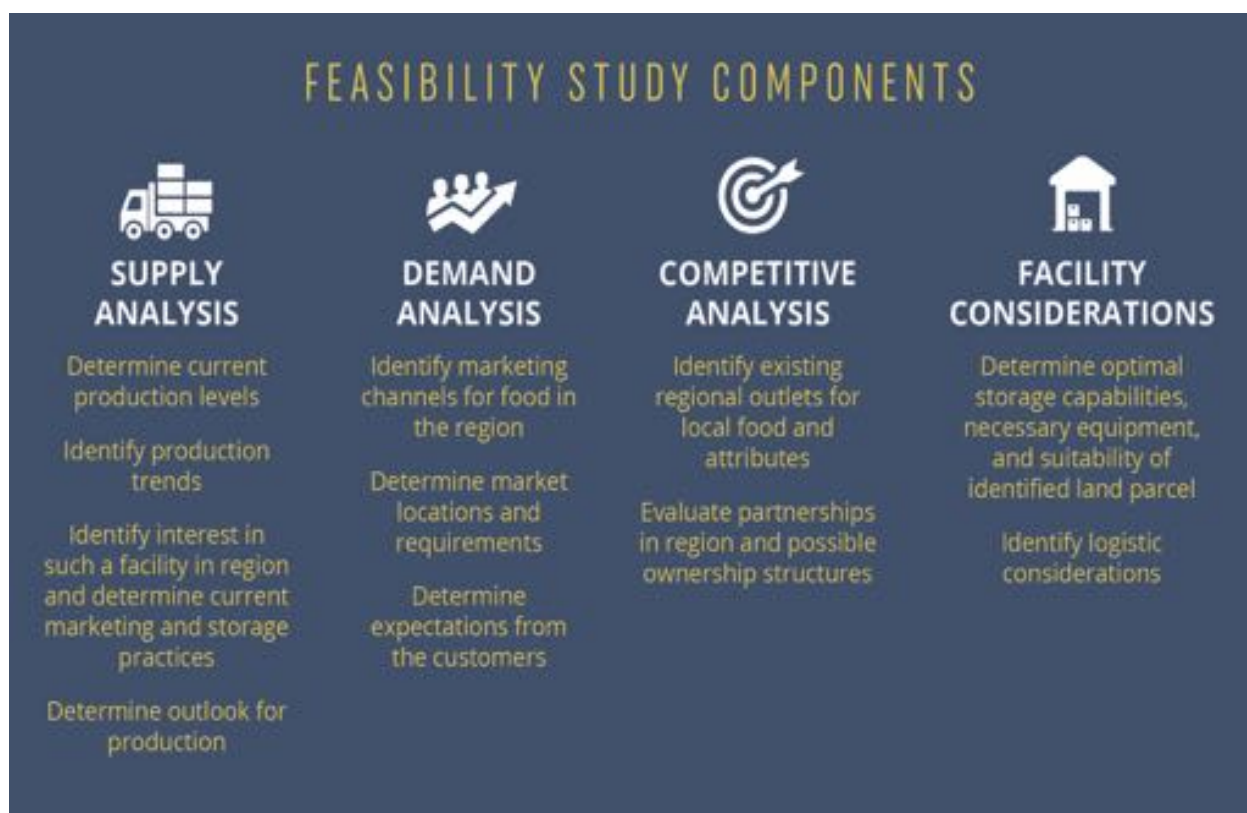 FEASIBILITY STUDY COMPONENTS
SUPPLY
ANALYSIS
Determine current
production levels
Identify production
trends
Identify interest in
such a facility in region
and determine current
marketing and storage
practices
Determine outlook for
production
DEMAND
ANALYSIS
Identify marketing
channels for food in
the region
Determine market
locations and
requirements
Determine
expectations from
the customers
COMPETITIVE
ANALYSIS
Identify existing
regional outlets for
local food and
attributes
Evaluate partnerships
in region and possible
ownership structures
FACILITY
CONSIDERATIONS
Determine optimal
storage capabilities,
necessary equipment,
and suitability of
identified land parcel
Identify logistic
considerations